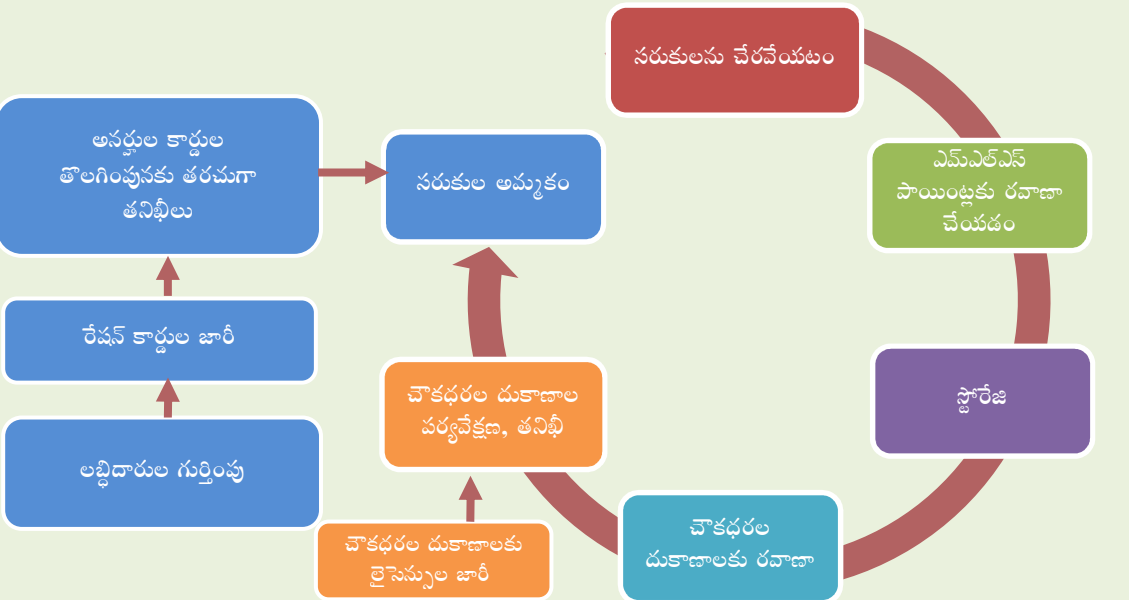 సరుకులను చేరవేయటం
ఎమ్ఎల్ఎస్
పాయింట్లకు రవాణా
చేయడం
స్టోరేజి
చౌకధరల
దుకాణాలకు రవాణా
చౌకధరల దుకాణాల
పర్యవేక్షణ, తనిఖీ
చౌకధరల దుకాణాలకు
లైసెన్సుల జారీ
సరుకుల అమ్మకం
అనర్హుల కార్డుల
తొలగింపునకు తరచుగా
తనిఖీలు
రేషన్ కార్డుల జారీ
లబ్ధిదారుల గుర్తింపు